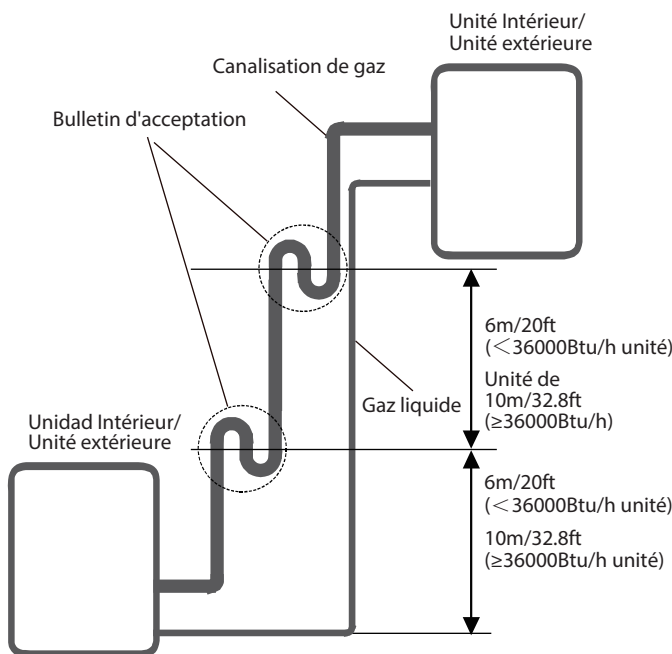 Unité Intérieur/
Unité extérieure
Canalisation de gaz
Bulletin d'acceptation
6m/20ft
(<36000Btu/h unité)
Unité de
10m/32.8ft
(≥36000Btu/h)
Gaz liquide
Unidad Intérieur/
Unité extérieure
6m/20ft
(<36000Btu/h unité)
10m/32.8ft
(≥36000Btu/h unité)